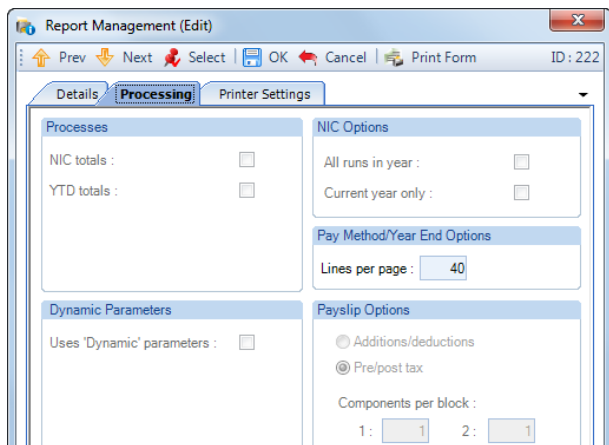 Report Management (Edit)
x
Prev Next Select OK Cancel Print Form ID : 222
Details Processing Printer Settings
Processes
NIC totals :
YTD totals :
NIC Options
All runs in year :
Current year only :
Pay Method/Year End Options
Lines per page : 40
Dynamic Parameters
Uses 'Dynamic' parameters :
Payslip Options
Additions/deductions
Pre/post tax
Components per block :
1 : 1 2 : 1